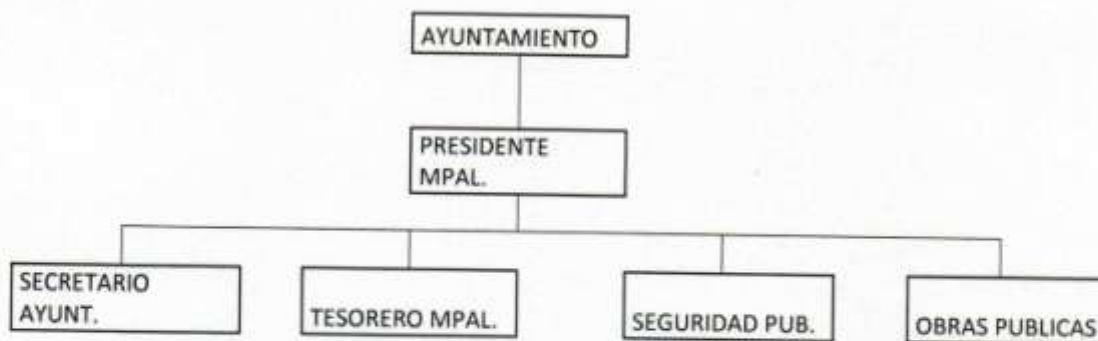 AYUNTAMIENTO
PRESIDENTE
MPAL.
SECRETARIO
AYUNT.
TESORERO MPAL.
SEGURIDAD PUB.
OBRAS PUBLICAS